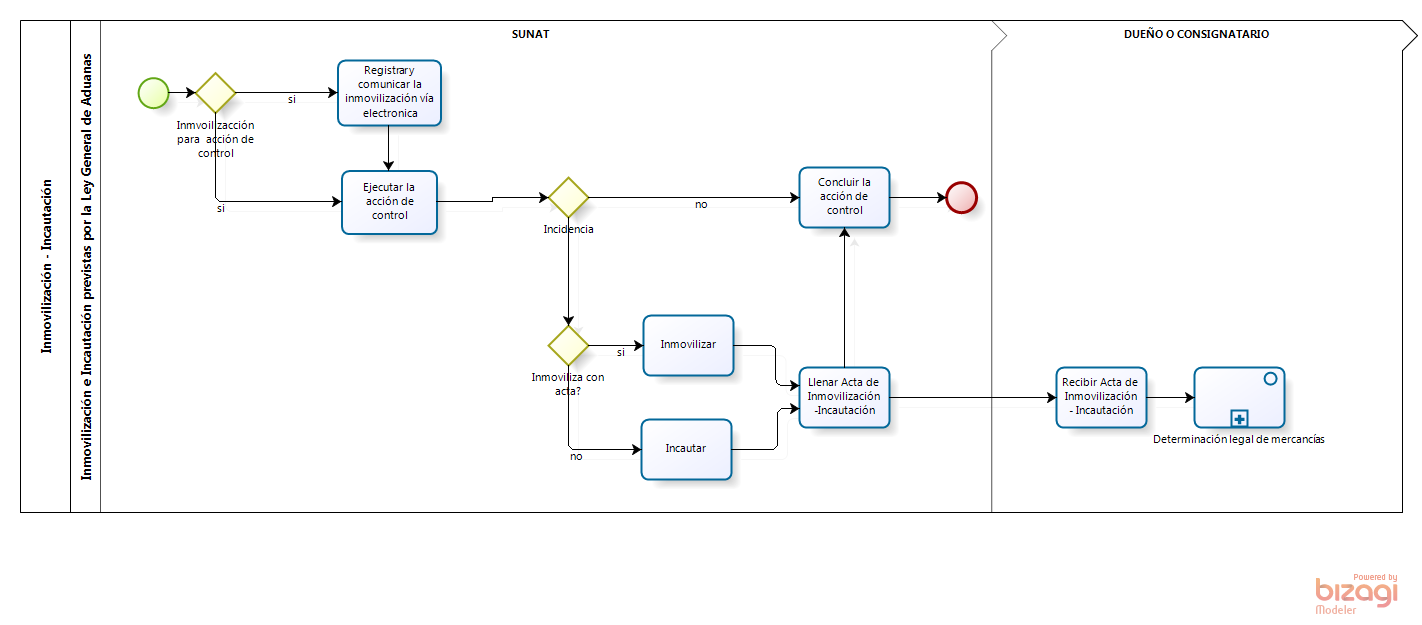 Inmovilización - Incautación
Inmovilización e Incautación previstas por la Ley General de Aduanas
SUNAT
DUEÑO O CONSIGNATARIO
Inmvoilizacción
para acción de
control
si
si
Registrary
comunicar la
inmovilización vía
electronica
Ejecutar la
acción de
control
Incidencia
no
Concluir la
acción de
control
Inmoviliza con
acta?
si
no
Inmovilizar
Incautar
Llenar Acta de
Inmovilización
-Incautación
Recibir Acta de
Inmovilización
- Incautación
Determinación legal de mercancías
Powered by
bizagi
Modeler